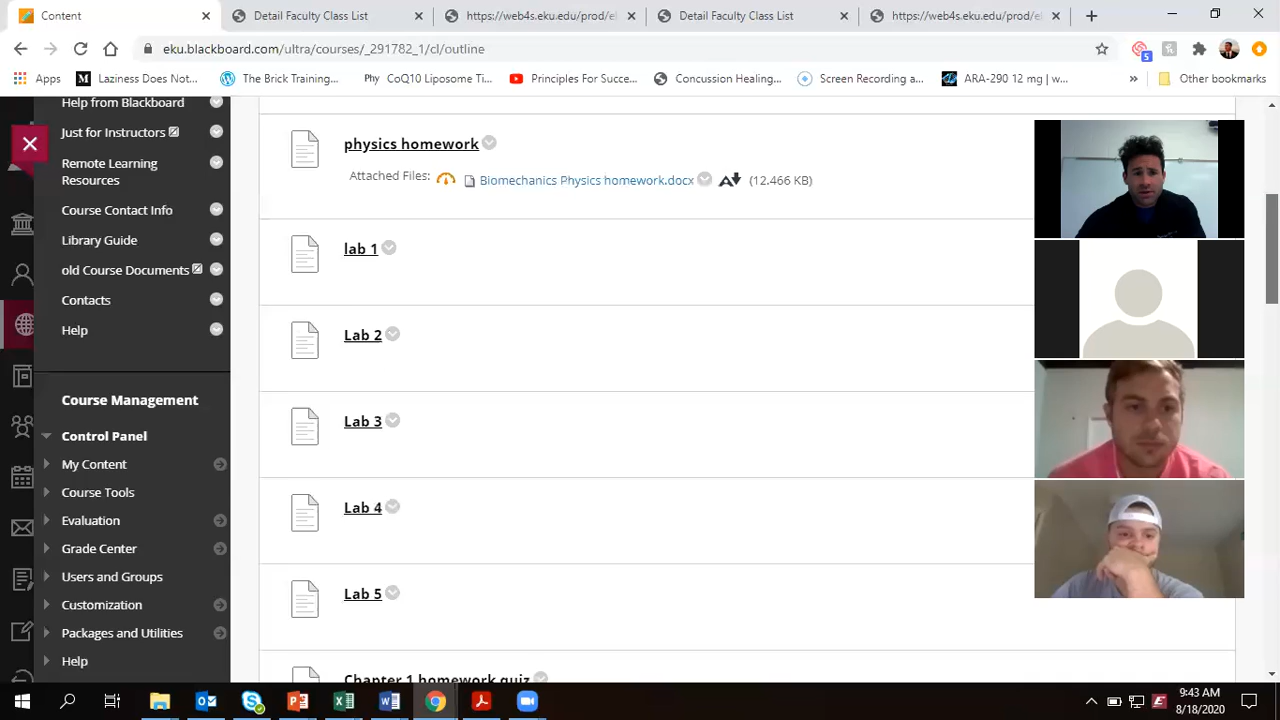 Content
Detail Faculty Class List
https://web4s.eku.edu/prod/e
Detail Faculty Class List
https://web4s.eku.edu/prod/e
eku.blackboard.com/ultra/courses/_291782_1/cl/outline
5
Apps
Laziness Does Not...
The Brick Training...
Phy CoQ10 Liposome Ti...
Principles For Succe...
Concussion Healing...
Screen Recording a...
ARA-290 12 mg | w...
»
Other bookmarks
Help from Blackboard
Just for Instructors
Remote Learning
Resources
Course Contact Info
Library Guide
old Course Documents
Contacts
Help
Course Management
Control Panel
My Content
Course Tools
Evaluation
Grade Center
Users and Groups
Customization
Packages and Utilities
Help
physics homework
Attached Files: Biomechanics Physics homework.docx (12.466 KB)
lab 1
Lab 2
Lab 3
Lab 4
Lab 5
Chapter 1 homework quiz
9:43 AM
8/18/2020